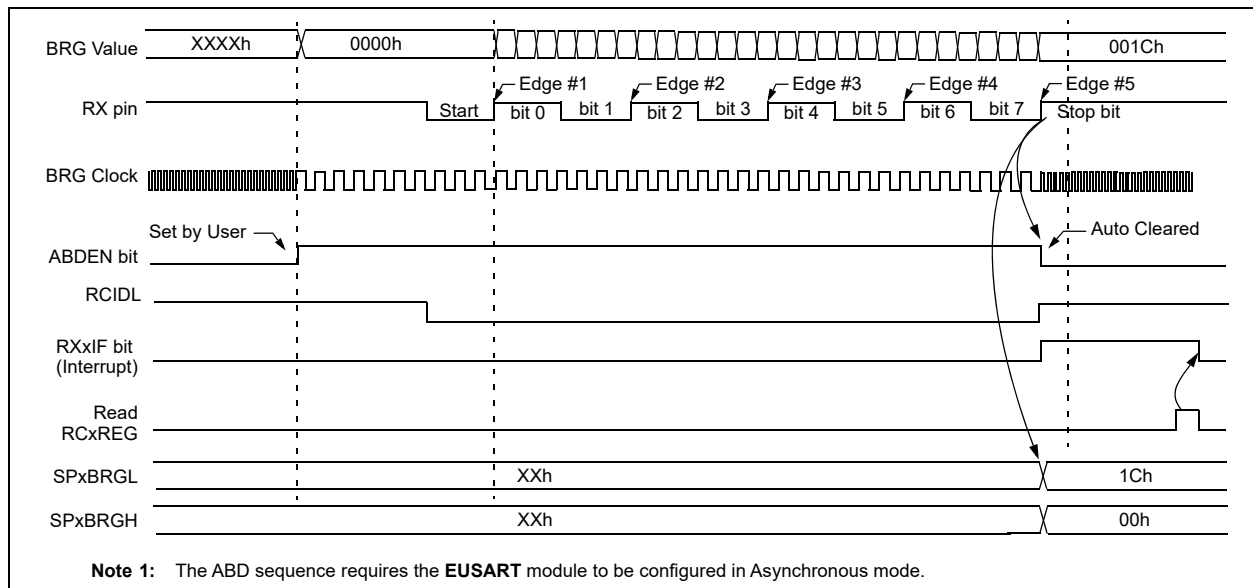 BRG Value XXXXh 0000h 001Ch
Edge #1 Edge #2 Edge #3 Edge #4 Edge #5
RX pin Start bit 0 bit 1 bit 2 bit 3 bit 4 bit 5 bit 6 bit 7 Stop bit
BRG Clock
Set by User Auto Cleared
ABDEN bit
RCIDL
RXxIF bit
(Interrupt)
Read
RCxREG
SPxBRGL XXh 1Ch
SPxBRGH XXh 00h
Note 1: The ABD sequence requires the EUSART module to be configured in Asynchronous mode.